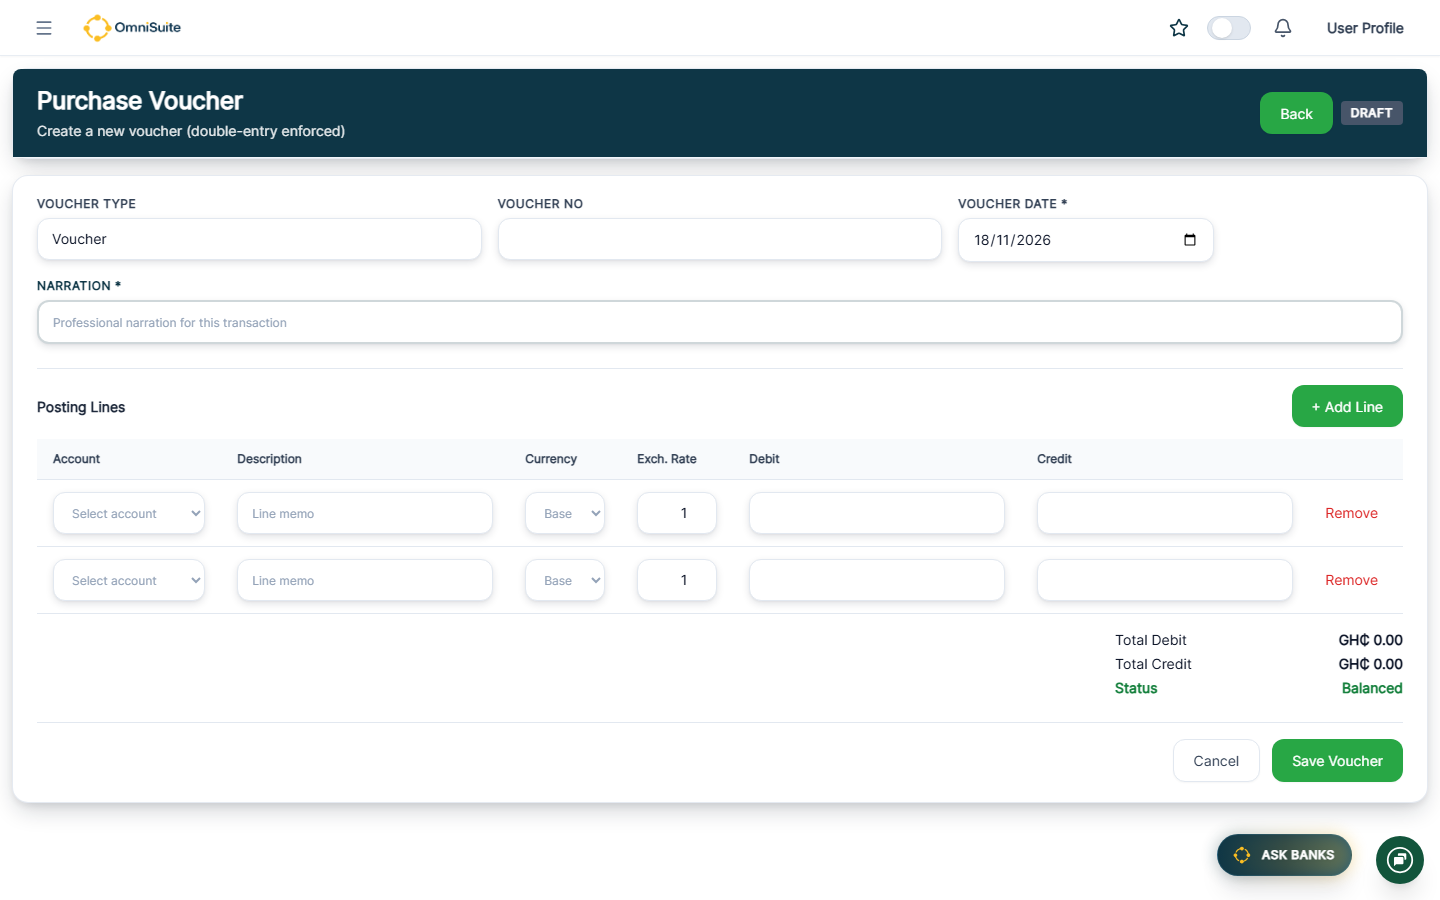 OmniSuite
User Profile
Purchase Voucher
Create a new voucher (double-entry enforced)
Back
DRAFT
VOUCHER TYPE
VOUCHER NO
VOUCHER DATE *
Voucher
18/11/2026
NARRATION *
Professional narration for this transaction
Posting Lines
+ Add Line
Account
Description
Currency
Exch. Rate
Debit
Credit
Select account
Line memo
Base
1
Remove
Select account
Line memo
Base
1
Remove
Total Debit
GH₵ 0.00
Total Credit
GH₵ 0.00
Status
Balanced
Cancel
Save Voucher
ASK BANKS